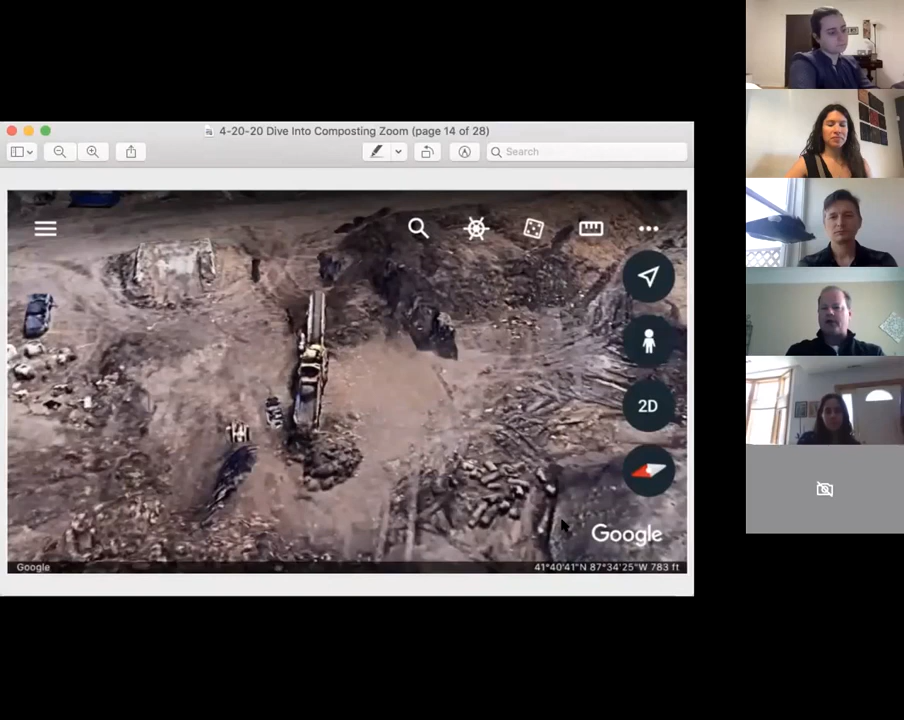 4-20-20 Dive Into Composting Zoom (page 14 of 28)
Search
2D
Google
Google
41°40'41"N 87°34'25"W 783 ft